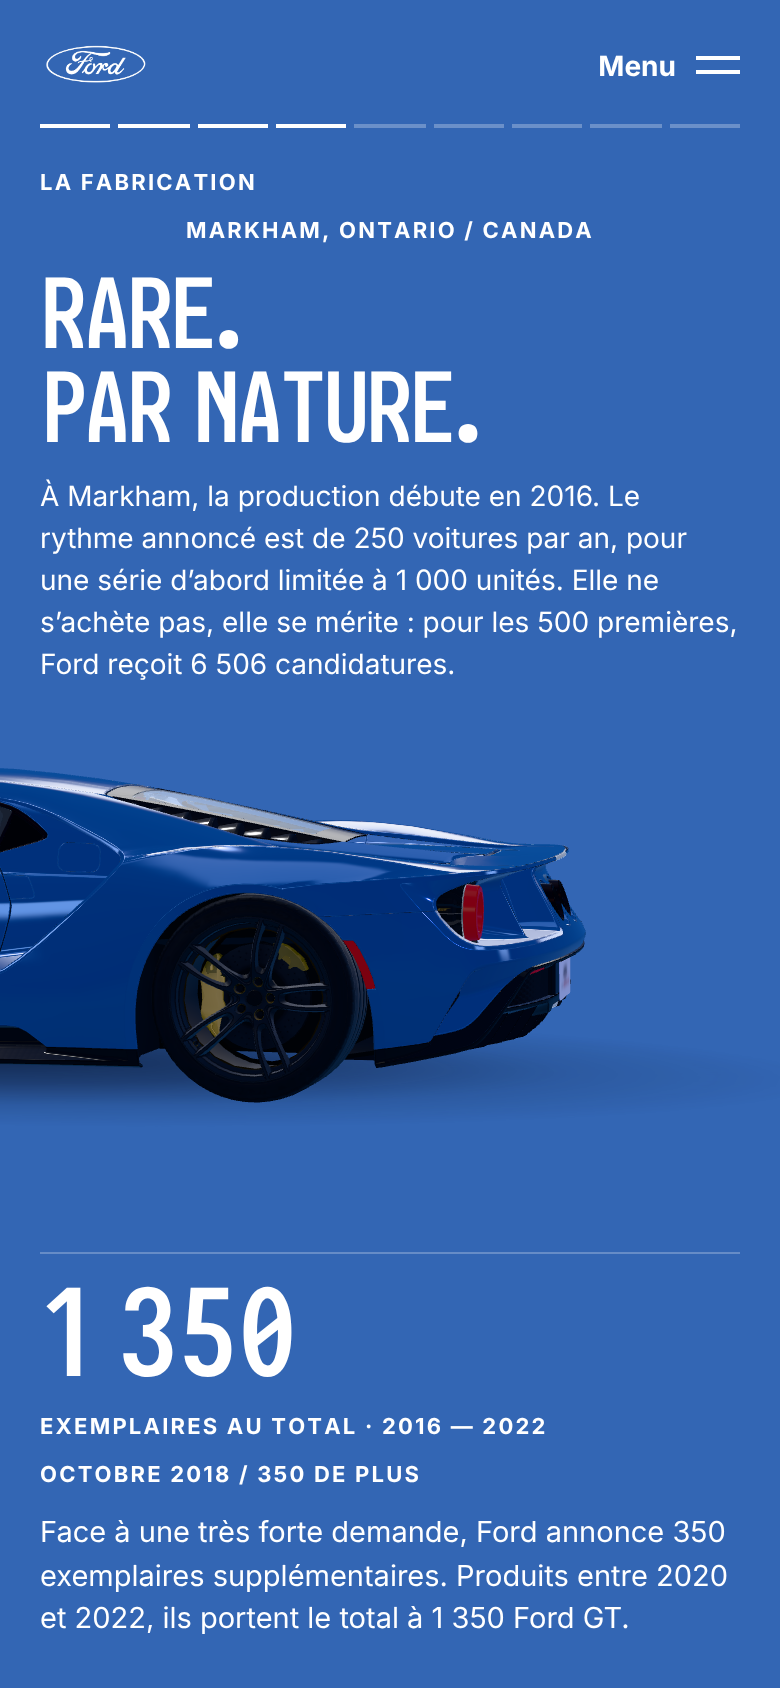 Ford
Menu
LA FABRICATION
MARKHAM, ONTARIO / CANADA
RARE.
PAR NATURE.
À Markham, la production débute en 2016. Le
rythme annoncé est de 250 voitures par an, pour
une série d’abord limitée à 1 000 unités. Elle ne
s’achète pas, elle se mérite : pour les 500 premières,
Ford reçoit 6 506 candidatures.
1 350
EXEMPLAIRES AU TOTAL · 2016 — 2022
OCTOBRE 2018 / 350 DE PLUS
Face à une très forte demande, Ford annonce 350
exemplaires supplémentaires. Produits entre 2020
et 2022, ils portent le total à 1 350 Ford GT.